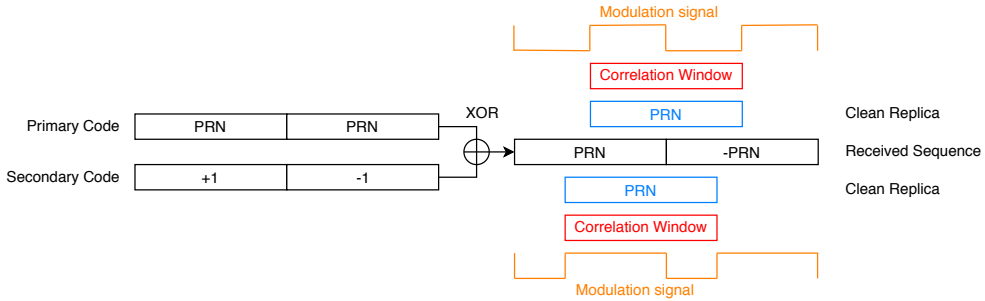 Modulation signal
Correlation Window
XOR
PRN
Clean Replica
Primary Code
PRN
PRN
PRN
-PRN
Received Sequence
Secondary Code
+1
-1
PRN
Clean Replica
Correlation Window
Modulation signal